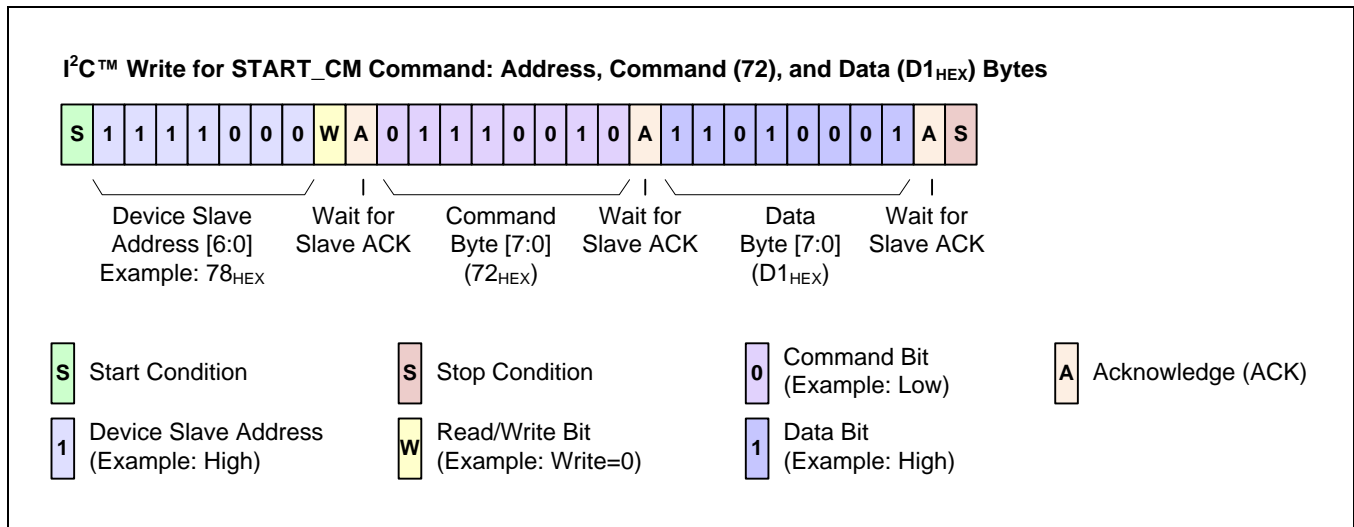 I²C™ Write for START_CM Command: Address, Command (72), and Data (D1HEX) Bytes
S 1 1 1 1 0 0 0 W A 0 1 1 1 0 0 1 0 A 1 1 0 1 0 0 0 1 A S
Device Slave Address [6:0] Example: 78HEX
Wait for Slave ACK
Command Byte [7:0] (72HEX)
Wait for Slave ACK
Data Byte [7:0] (D1HEX)
Wait for Slave ACK
S Start Condition
S Stop Condition
0 Command Bit (Example: Low)
A Acknowledge (ACK)
1 Device Slave Address (Example: High)
W Read/Write Bit (Example: Write=0)
1 Data Bit (Example: High)